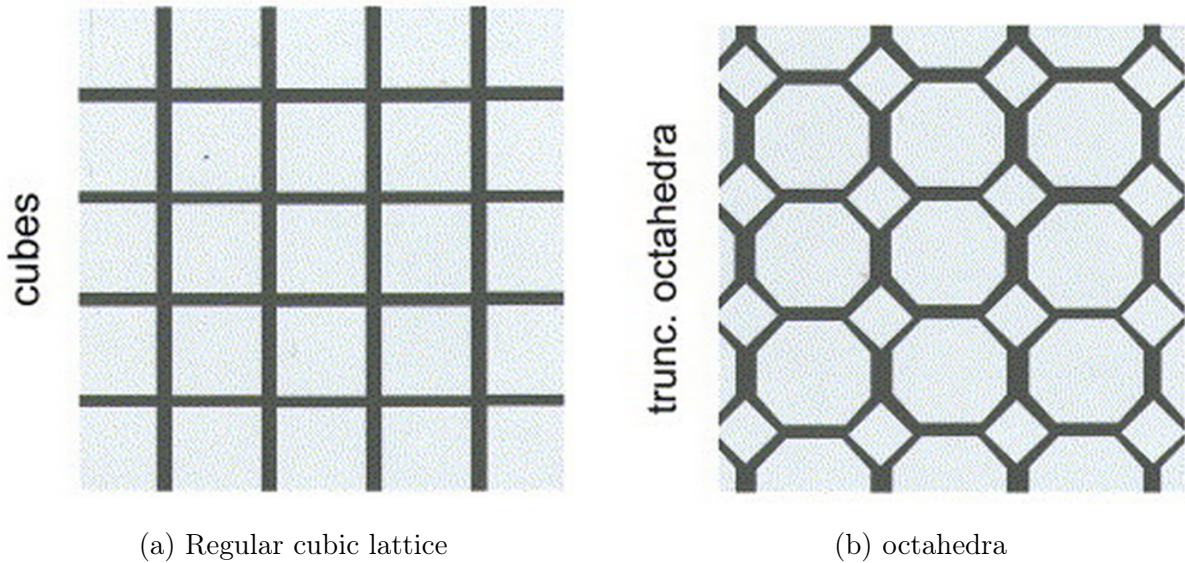 cubes
trunc. octahedra
(a) Regular cubic lattice
(b) octahedra